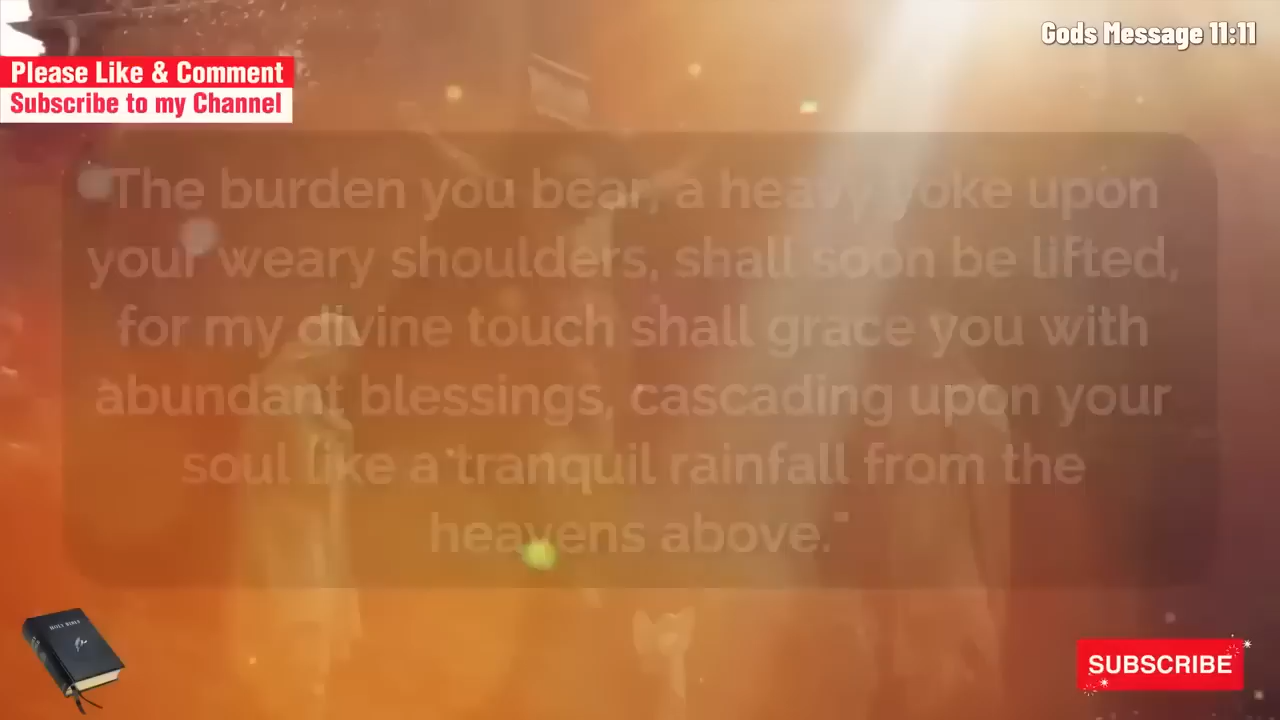 Gods Message 11:11
Please Like & Comment
Subscribe to my Channel
The burden you bear, a heavy yoke upon
your weary shoulders, shall soon be lifted,
for my divine touch shall grace you with
abundant blessings, cascading upon your
soul like a tranquil rainfall from the
heavens above."
HOLY BIBLE
SUBSCRIBE